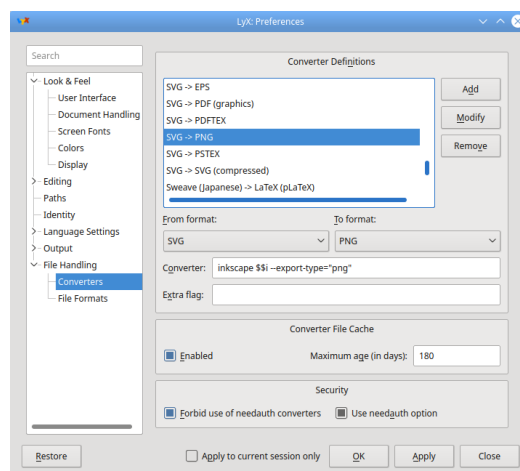 LyX: Preferences
Search
Look & Feel
User Interface
Document Handling
Screen Fonts
Colors
Display
Editing
Paths
Identity
Language Settings
Output
File Handling
Converters
File Formats
Converter Definitions
SVG -> EPS
SVG -> PDF (graphics)
SVG -> PDFTEX
SVG -> PNG
SVG -> PSTEX
SVG -> SVG (compressed)
Sweave (Japanese) -> LaTeX (pLaTeX)
Add
Modify
Remove
From format: To format:
SVG PNG
Converter: inkscape $$i --export-type="png"
Extra flag:
Converter File Cache
Enabled Maximum age (in days): 180
Security
Forbid use of needauth converters Use needauth option
Restore Apply to current session only OK Apply Close